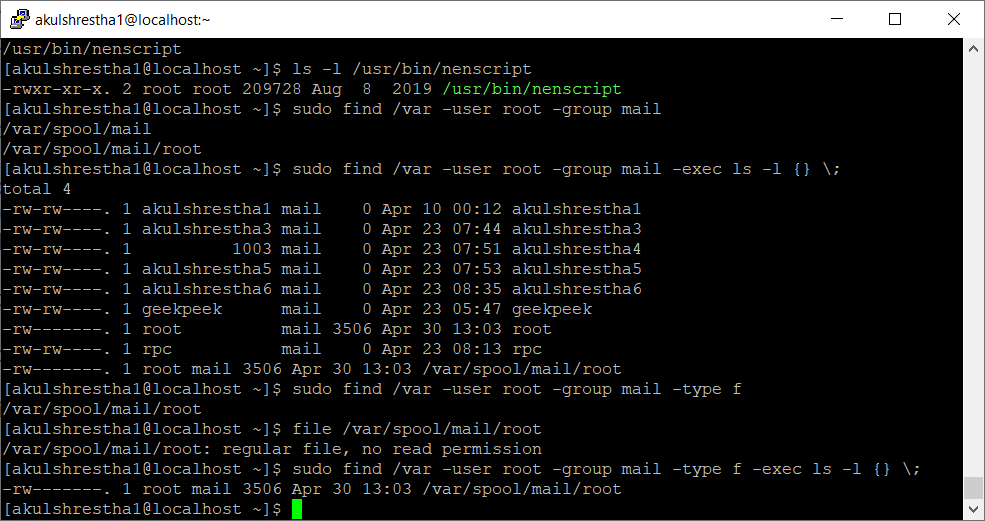 akulshrestha1@localhost:~
/usr/bin/nenscript
[akulshrestha1@localhost ~]$ ls -l /usr/bin/nenscript
-rwxr-xr-x. 2 root root 209728 Aug  8  2019 /usr/bin/nenscript
[akulshrestha1@localhost ~]$ sudo find /var -user root -group mail
/var/spool/mail
/var/spool/mail/root
[akulshrestha1@localhost ~]$ sudo find /var -user root -group mail -exec ls -l {} \;
total 4
-rw-rw----. 1 akulshrestha1 mail    0 Apr 10 00:12 akulshrestha1
-rw-rw----. 1 akulshrestha3 mail    0 Apr 23 07:44 akulshrestha3
-rw-rw----. 1          1003 mail    0 Apr 23 07:51 akulshrestha4
-rw-rw----. 1 akulshrestha5 mail    0 Apr 23 07:53 akulshrestha5
-rw-rw----. 1 akulshrestha6 mail    0 Apr 23 08:35 akulshrestha6
-rw-rw----. 1 geekpeek      mail    0 Apr 23 05:47 geekpeek
-rw-------. 1 root          mail 3506 Apr 30 13:03 root
-rw-rw----. 1 rpc           mail    0 Apr 23 08:13 rpc
-rw-------. 1 root mail 3506 Apr 30 13:03 /var/spool/mail/root
[akulshrestha1@localhost ~]$ sudo find /var -user root -group mail -type f
/var/spool/mail/root
[akulshrestha1@localhost ~]$ file /var/spool/mail/root
/var/spool/mail/root: regular file, no read permission
[akulshrestha1@localhost ~]$ sudo find /var -user root -group mail -type f -exec ls -l {} \;
-rw-------. 1 root mail 3506 Apr 30 13:03 /var/spool/mail/root
[akulshrestha1@localhost ~]$